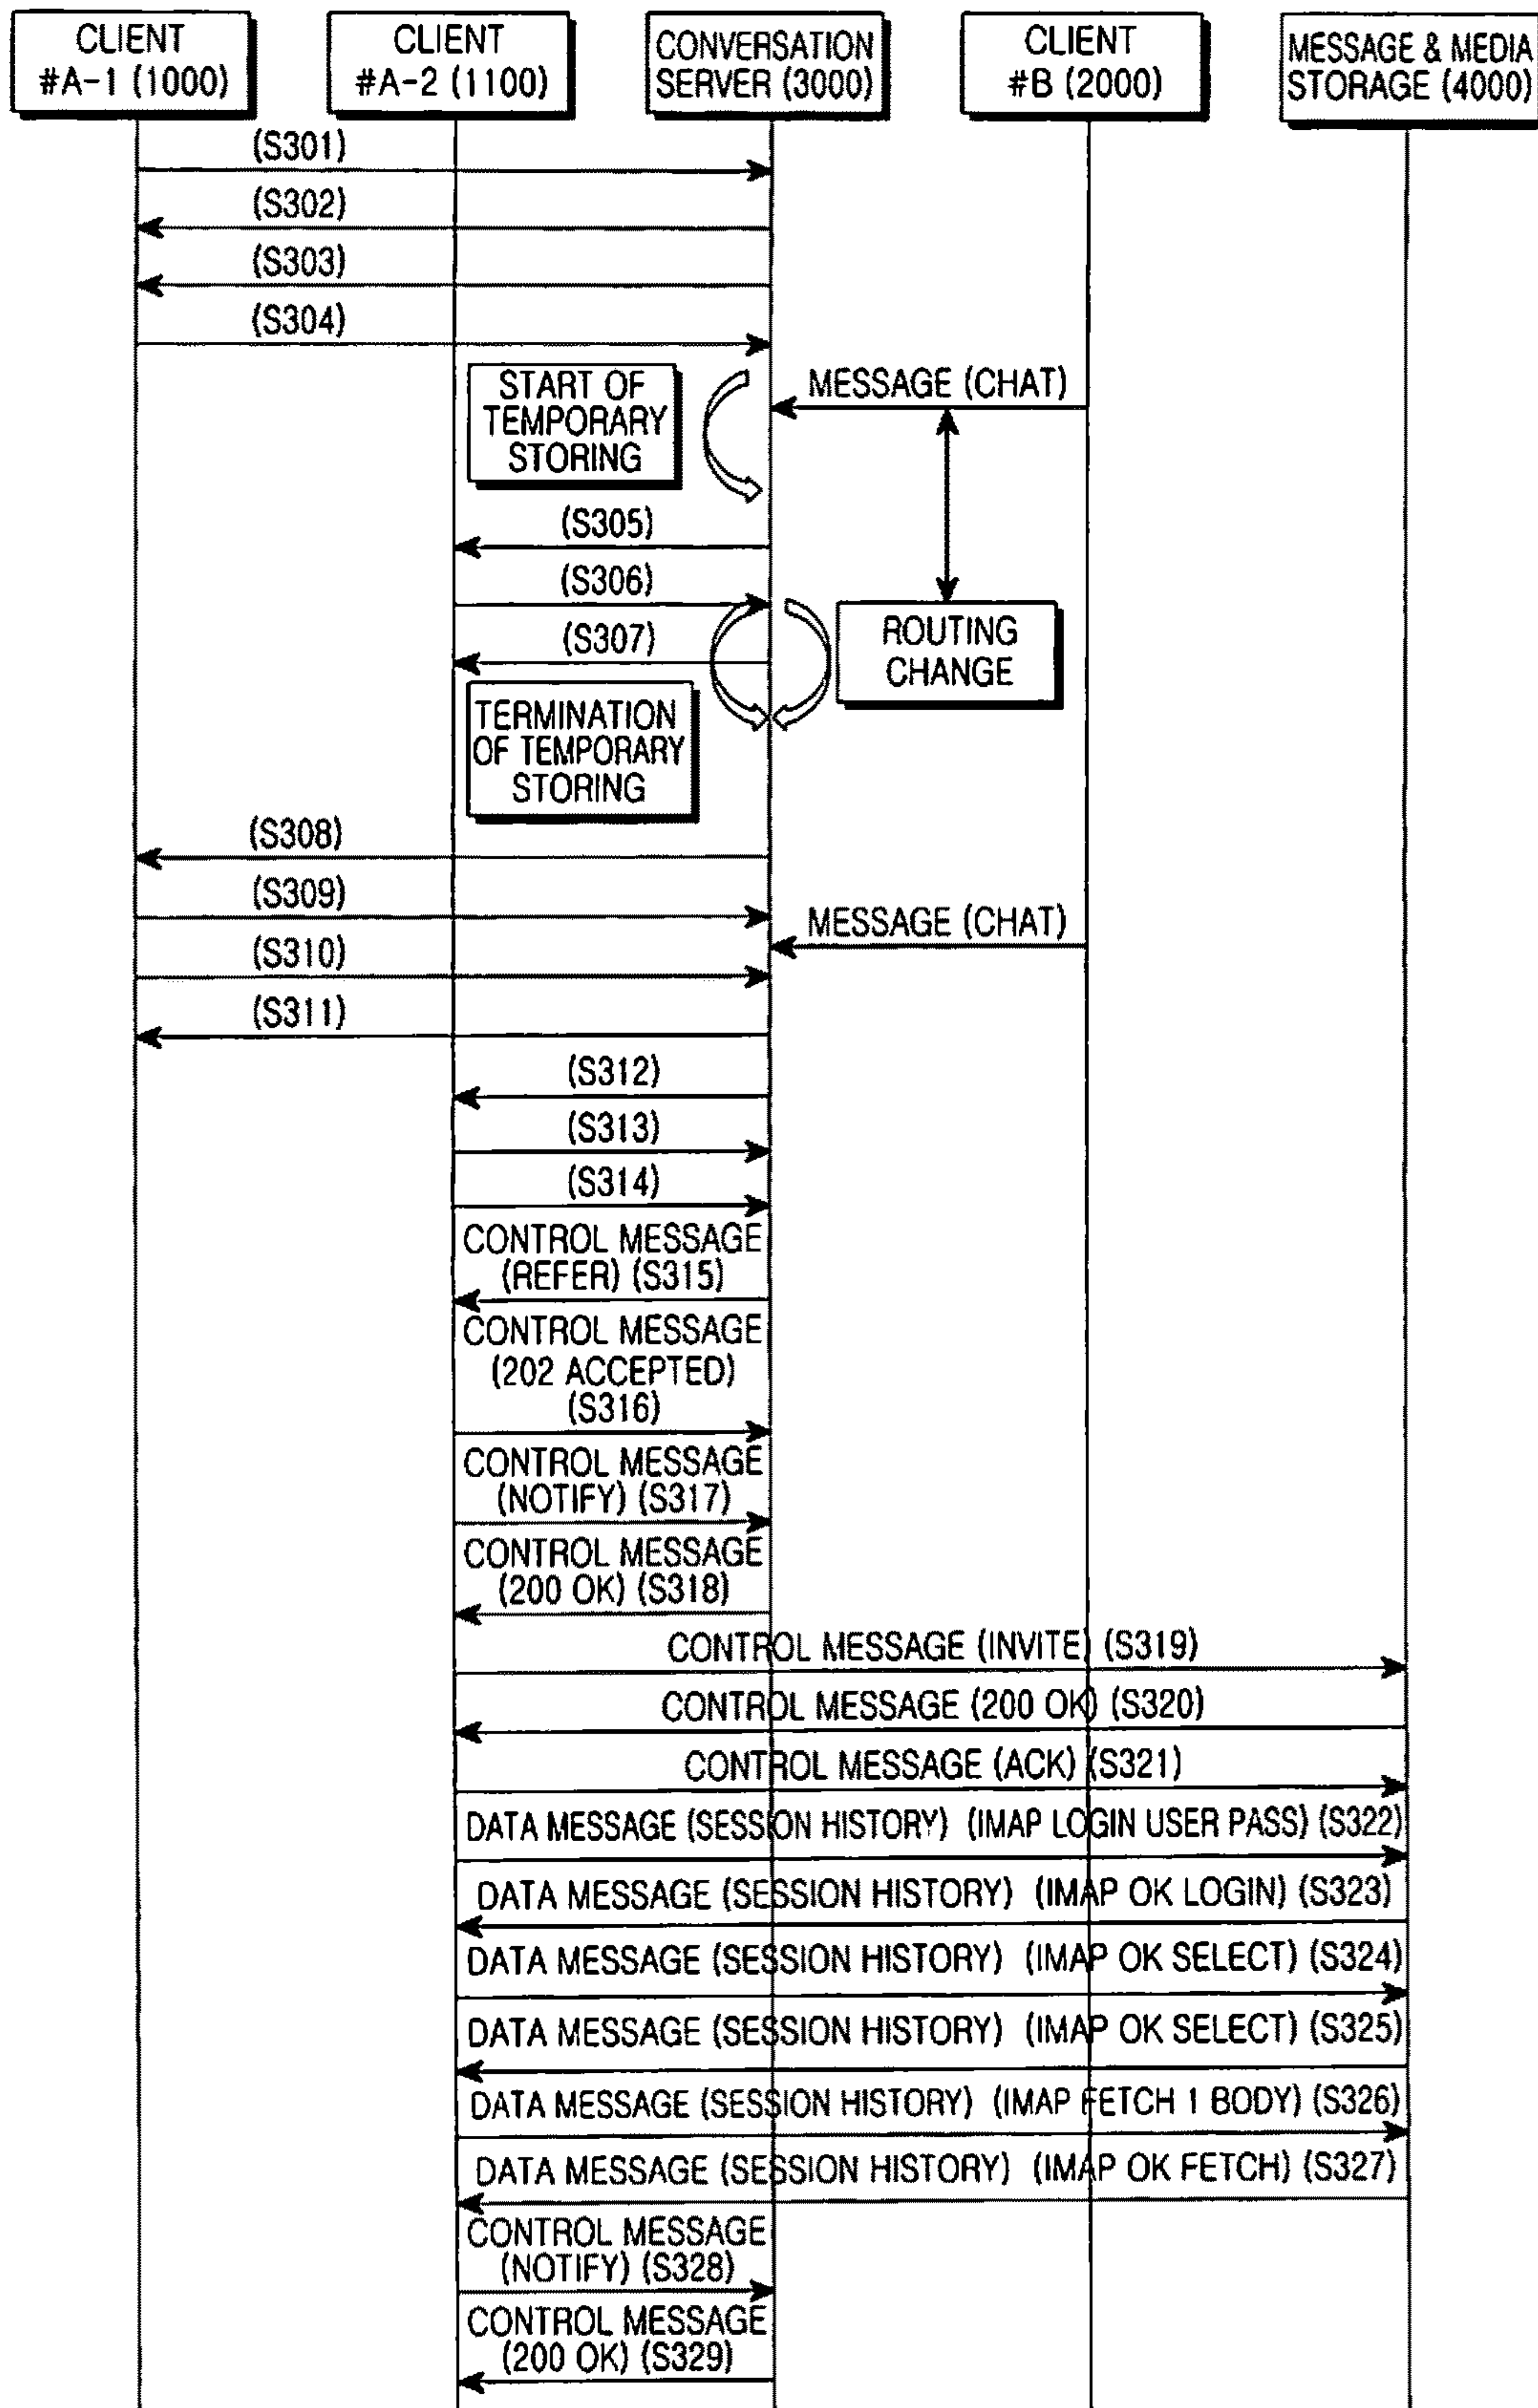 CLIENT
#A-1 (1000)
CLIENT
#A-2 (1100)
CONVERSATION
SERVER (3000)
CLIENT
#B (2000)
MESSAGE & MEDIA
STORAGE (4000)
(S301)
(S302)
(S303)
(S304)
START OF
TEMPORARY
STORING
MESSAGE (CHAT)
(S305)
(S306)
(S307)
ROUTING
CHANGE
TERMINATION
OF TEMPORARY
STORING
(S308)
(S309)
MESSAGE (CHAT)
(S310)
(S311)
(S312)
(S313)
(S314)
CONTROL MESSAGE
(REFER) (S315)
CONTROL MESSAGE
(202 ACCEPTED)
(S316)
CONTROL MESSAGE
(NOTIFY) (S317)
CONTROL MESSAGE
(200 OK) (S318)
CONTROL MESSAGE (INVITE) (S319)
CONTROL MESSAGE (200 OK) (S320)
CONTROL MESSAGE (ACK) (S321)
DATA MESSAGE (SESSION HISTORY) (IMAP LOGIN USER PASS) (S322)
DATA MESSAGE (SESSION HISTORY) (IMAP OK LOGIN) (S323)
DATA MESSAGE (SESSION HISTORY) (IMAP OK SELECT) (S324)
DATA MESSAGE (SESSION HISTORY) (IMAP OK SELECT) (S325)
DATA MESSAGE (SESSION HISTORY) (IMAP FETCH 1 BODY) (S326)
DATA MESSAGE (SESSION HISTORY) (IMAP OK FETCH) (S327)
CONTROL MESSAGE
(NOTIFY) (S328)
CONTROL MESSAGE
(200 OK) (S329)